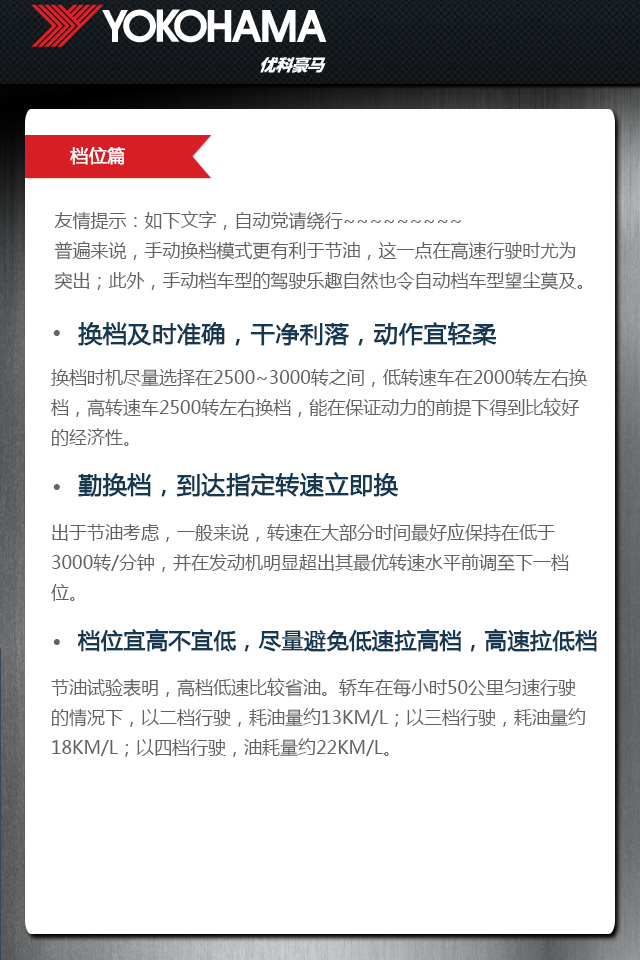 YOKOHAMA
优科豪马
档位篇
友情提示：如下文字，自动党请绕行~~~~~~~~~
普遍来说，手动换档模式更有利于节油，这一点在高速行驶时尤为
突出；此外，手动档车型的驾驶乐趣自然也令自动档车型望尘莫及。
• 换档及时准确，干净利落，动作宜轻柔
换档时机尽量选择在2500~3000转之间，低转速车在2000转左右换
档，高转速车2500转左右换档，能在保证动力的前提下得到比较好
的经济性。
• 勤换档，到达指定转速立即换
出于节油考虑，一般来说，转速在大部分时间最好应保持在低于
3000转/分钟，并在发动机明显超出其最优转速水平前调至下一档
位。
• 档位宜高不宜低，尽量避免低速拉高档，高速拉低档
节油试验表明，高档低速比较省油。轿车在每小时50公里匀速行驶
的情况下，以二档行驶，耗油量约13KM/L；以三档行驶，耗油量约
18KM/L；以四档行驶，油耗量约22KM/L。